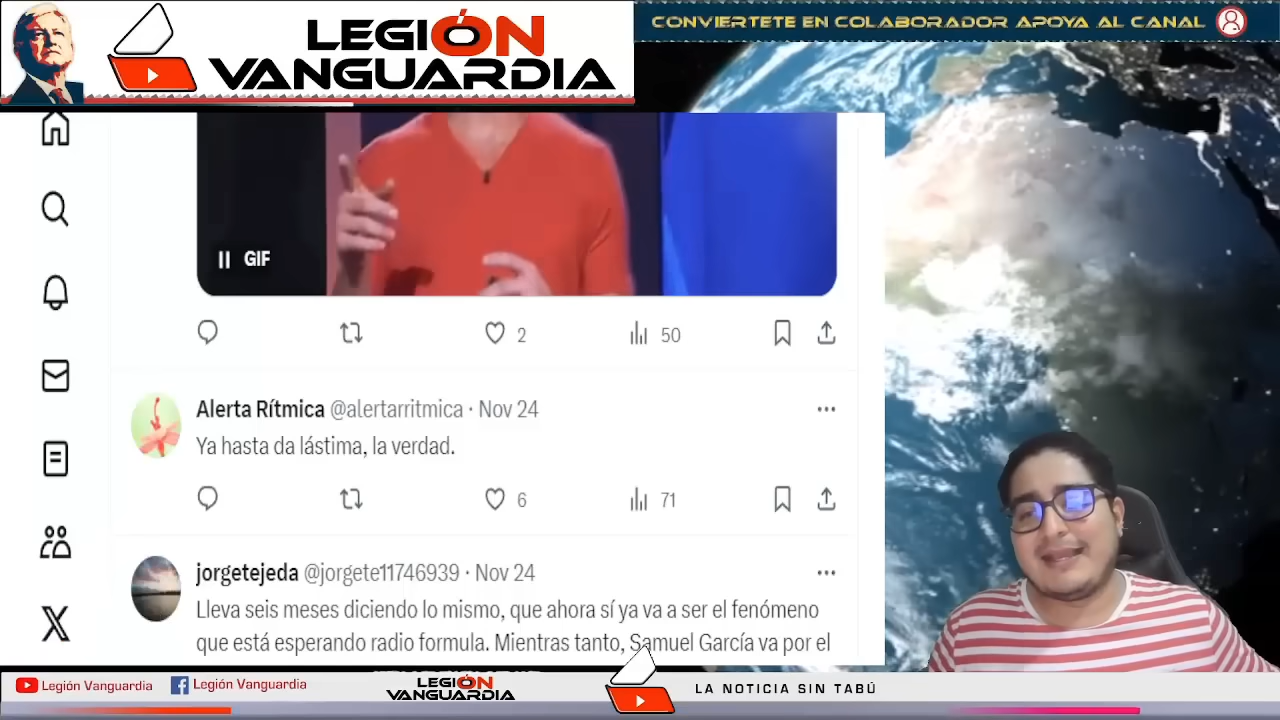 LEGIÓN
VANGUARDIA
CONVIERTETE EN COLABORADOR APOYA AL CANAL
GIF
2
50
Alerta Rítmica @alertarritmica · Nov 24
Ya hasta da lástima, la verdad.
6
71
jorgetejeda @jorgete11746939 · Nov 24
Lleva seis meses diciendo lo mismo, que ahora sí ya va a ser el fenómeno
que está esperando radio formula. Mientras tanto, Samuel García va por el
Legión Vanguardia
Legión Vanguardia
LEGIÓN
VANGUARDIA
LA NOTICIA SIN TABÚ